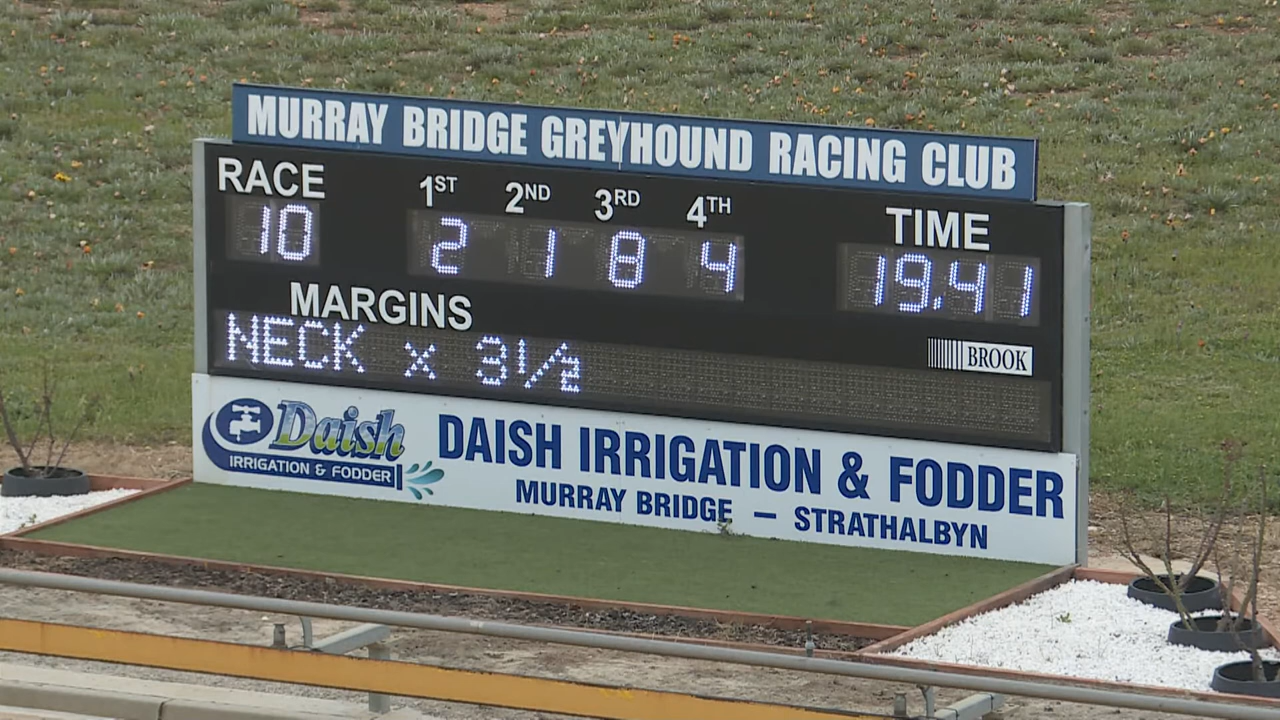 MURRAY BRIDGE GREYHOUND RACING CLUB
RACE 1ST 2ND 3RD 4TH TIME
10 2 1 8 4 19.41
MARGINS
NECK x 3½
BROOK
Daish
IRRIGATION & FODDER
DAISH IRRIGATION & FODDER
MURRAY BRIDGE – STRATHALBYN